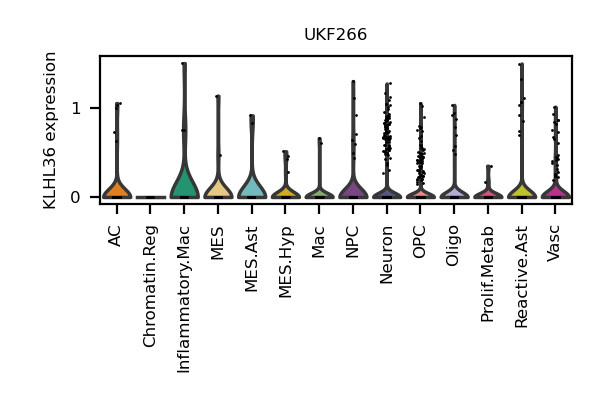 UKF266
KLHL36 expression
1
0
AC
Chromatin.Reg
Inflammatory.Mac
MES
MES.Ast
MES.Hyp
Mac
NPC
Neuron
OPC
Oligo
Prolif.Metab
Reactive.Ast
Vasc